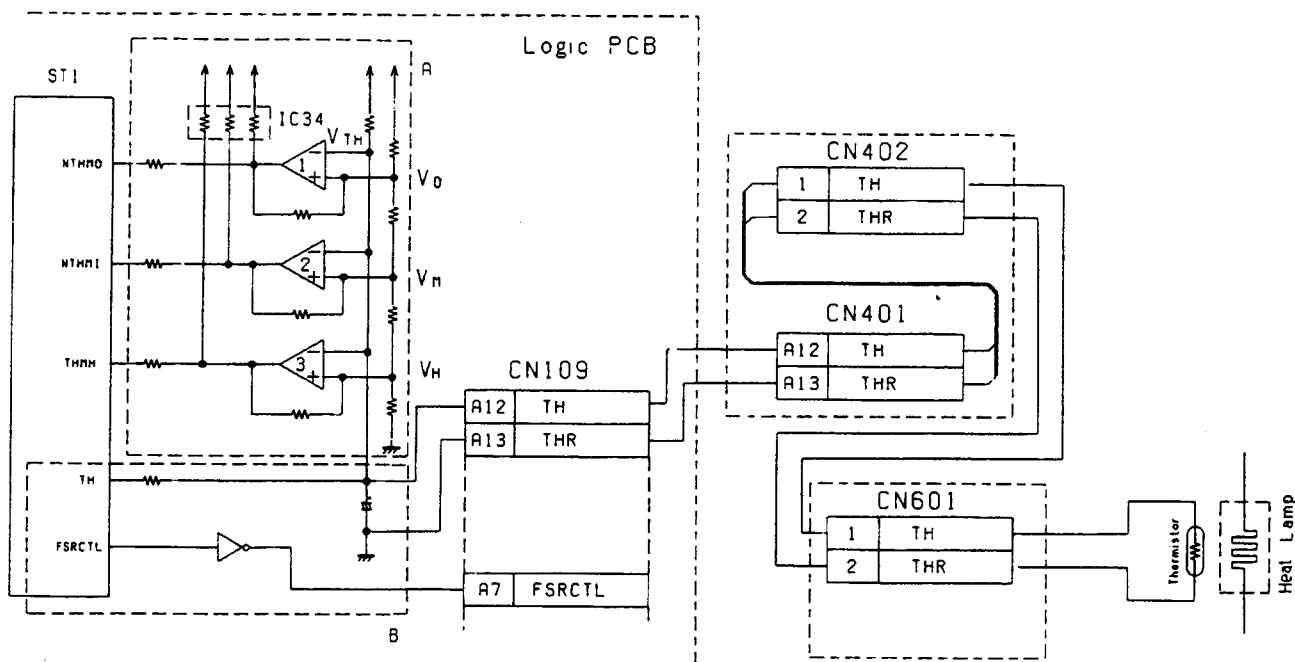 Logic PCB
ST1
A
IC34
V TH
NTHMO
1
VO
NTHMI
2
VM
THMH
3
VH
TH
FSRCTL
B
CN109
A12 TH
A13 THR
A7 FSRCTL
CN402
1 TH
2 THR
CN401
A12 TH
A13 THR
CN601
1 TH
2 THR
Thermistor
Heat Lamp